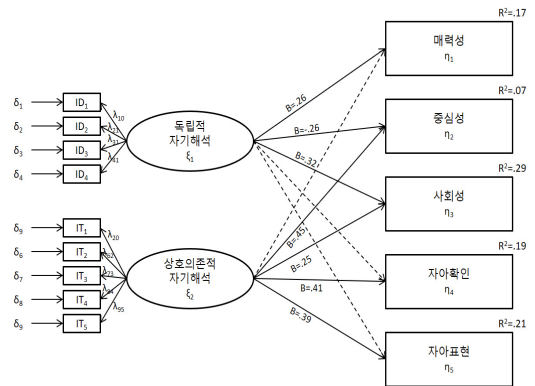 R²=.17
매력성
η₁
R²=.07
δ₁ ID₁ λ₁₀
δ₂ ID₂ λ₂₁
δ₃ ID₃ λ₃₁
δ₄ ID₄ λ₄₁
독립적
자기해석
ξ₁
B=.26
B=-.26
B=.32
중심성
η₂
R²=.29
사회성
η₃
R²=.19
δ₉ IT₁ λ₂₀
δ₆ IT₂
δ₇ IT₃
δ₈ IT₄
δ₉ IT₅ λ₉₅
상호의존적
자기해석
ξ₂
B=.45
B=.25
B=.41
B=.39
자아확인
η₄
R²=.21
자아표현
η₅